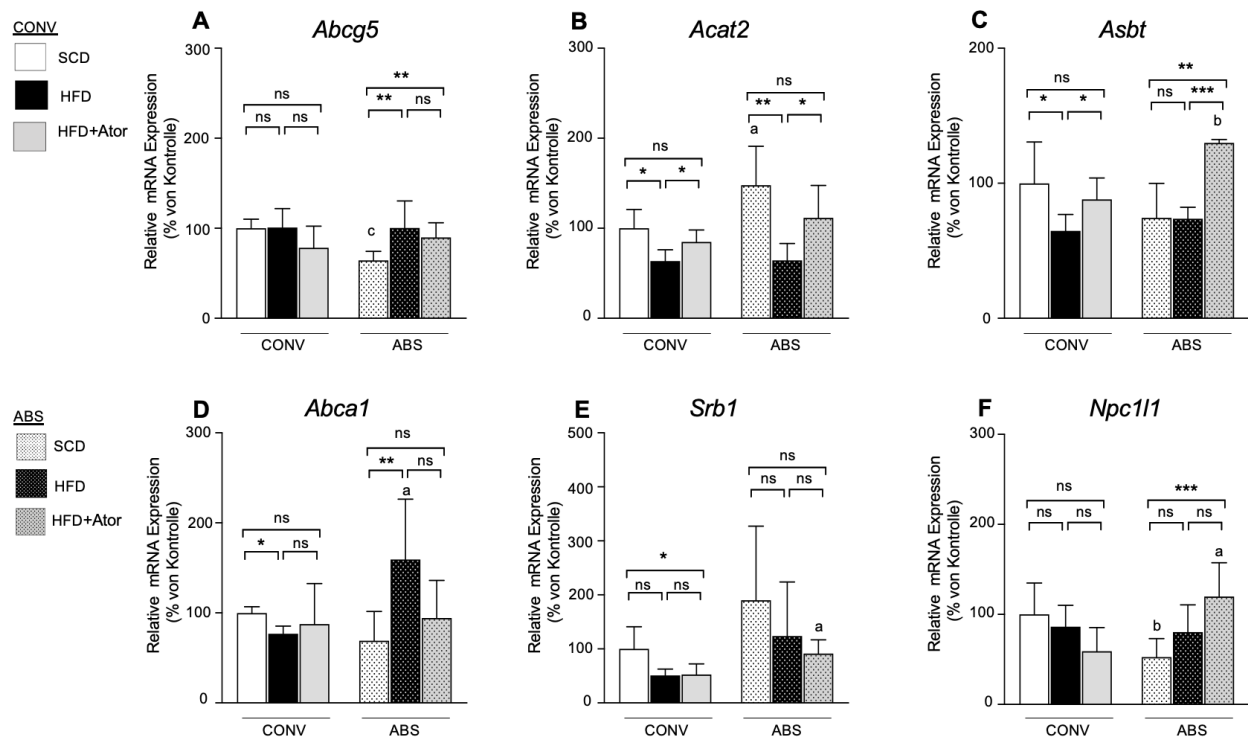 CONV
SCD
HFD
HFD+Ator
A
Abcg5
Relative mRNA Expression
(% von Kontrolle)
300
200
100
0
ns
ns
ns
**
**
ns
c
CONV
ABS
B
Acat2
Relative mRNA Expression
(% von Kontrolle)
300
200
100
0
ns
*
*
ns
**
*
a
CONV
ABS
C
Asbt
Relative mRNA Expression
(% von Kontrolle)
200
100
0
ns
*
*
**
ns
***
b
CONV
ABS
ABS
SCD
HFD
HFD+Ator
D
Abca1
Relative mRNA Expression
(% von Kontrolle)
300
200
100
0
ns
*
ns
ns
**
ns
a
CONV
ABS
E
Srb1
Relative mRNA Expression
(% von Kontrolle)
500
400
300
200
100
0
*
ns
ns
ns
ns
ns
a
CONV
ABS
F
Npc1l1
Relative mRNA Expression
(% von Kontrolle)
300
200
100
0
ns
ns
ns
***
ns
ns
b
a
CONV
ABS